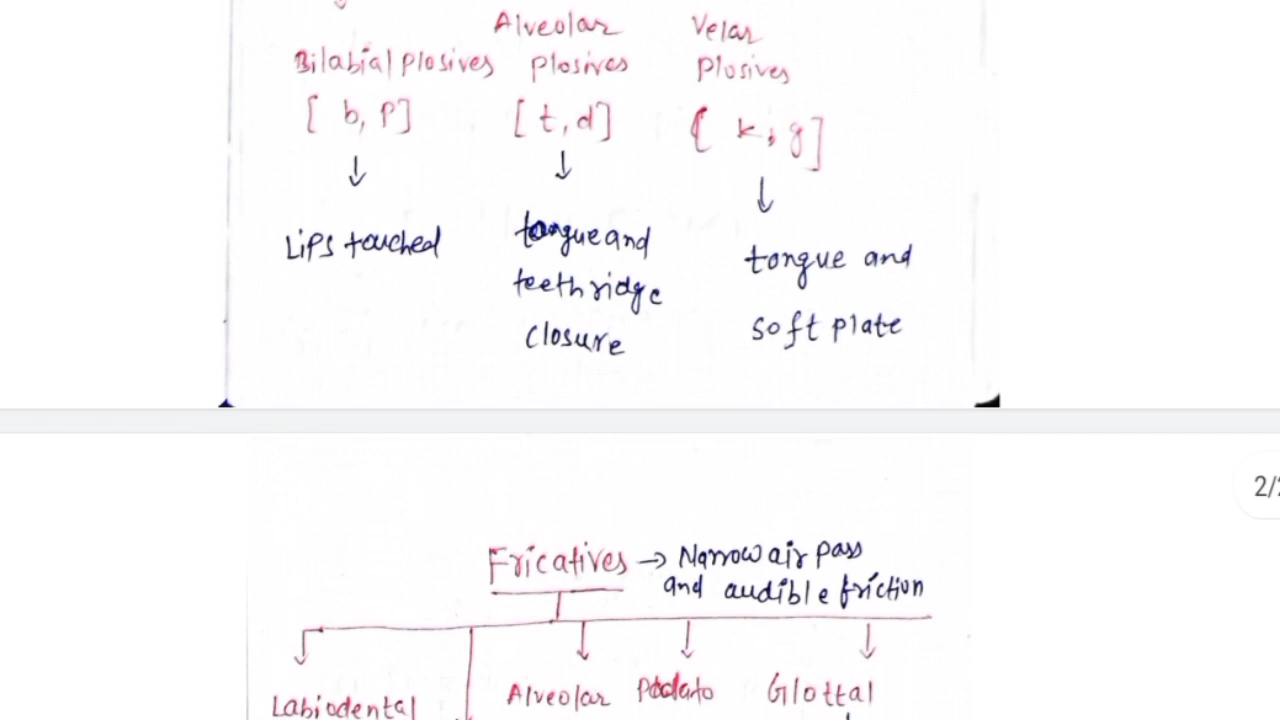 Alveolar Velar
Bilabial plosives plosives plosives
[ b, p] [t, d] [ k, g]
↓ ↓ ↓
Lips touched tongue and tongue and
teeth ridge soft plate
closure
2/
Fricatives → Narrow air pass
and audible friction
Labiodental Alveolar Palato Glottal